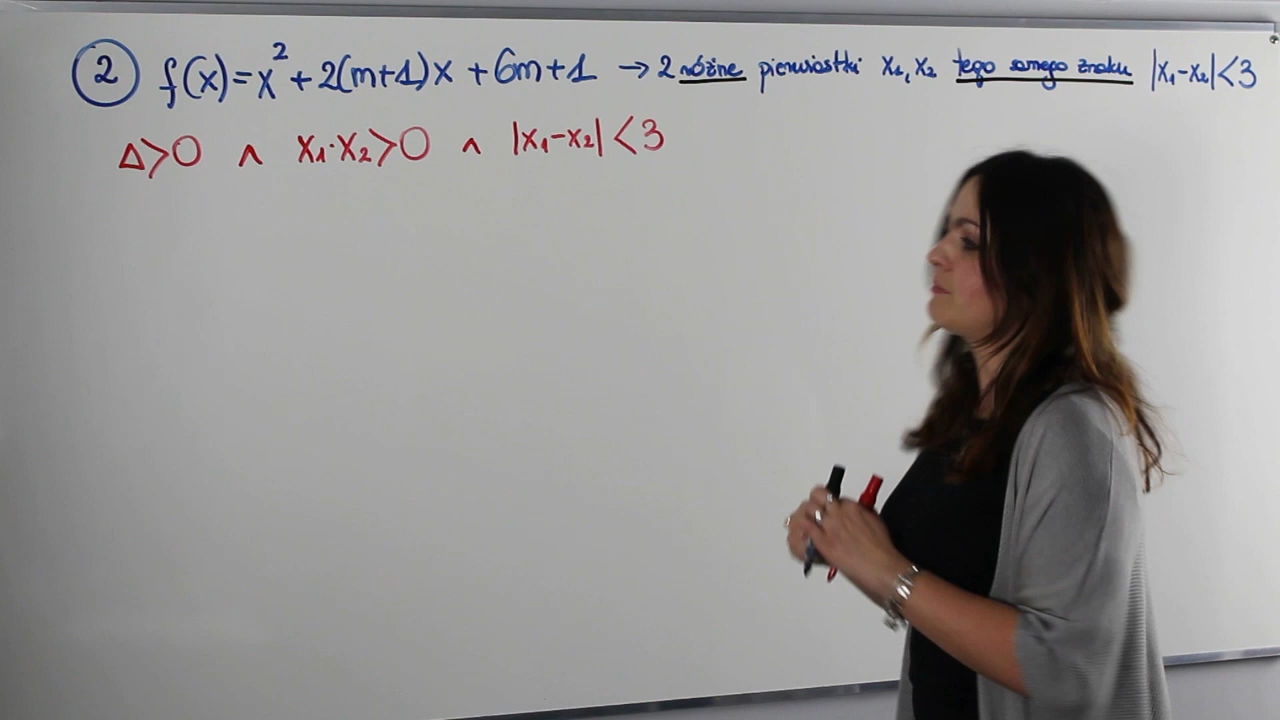 2 f(x)=x²+2(m+1)x+6m+1 → 2 różne pierwiastki x₁,x₂ tego samego znaku |x₁-x₂|<3
Δ>0 ∧ x₁·x₂>0 ∧ |x₁-x₂|<3